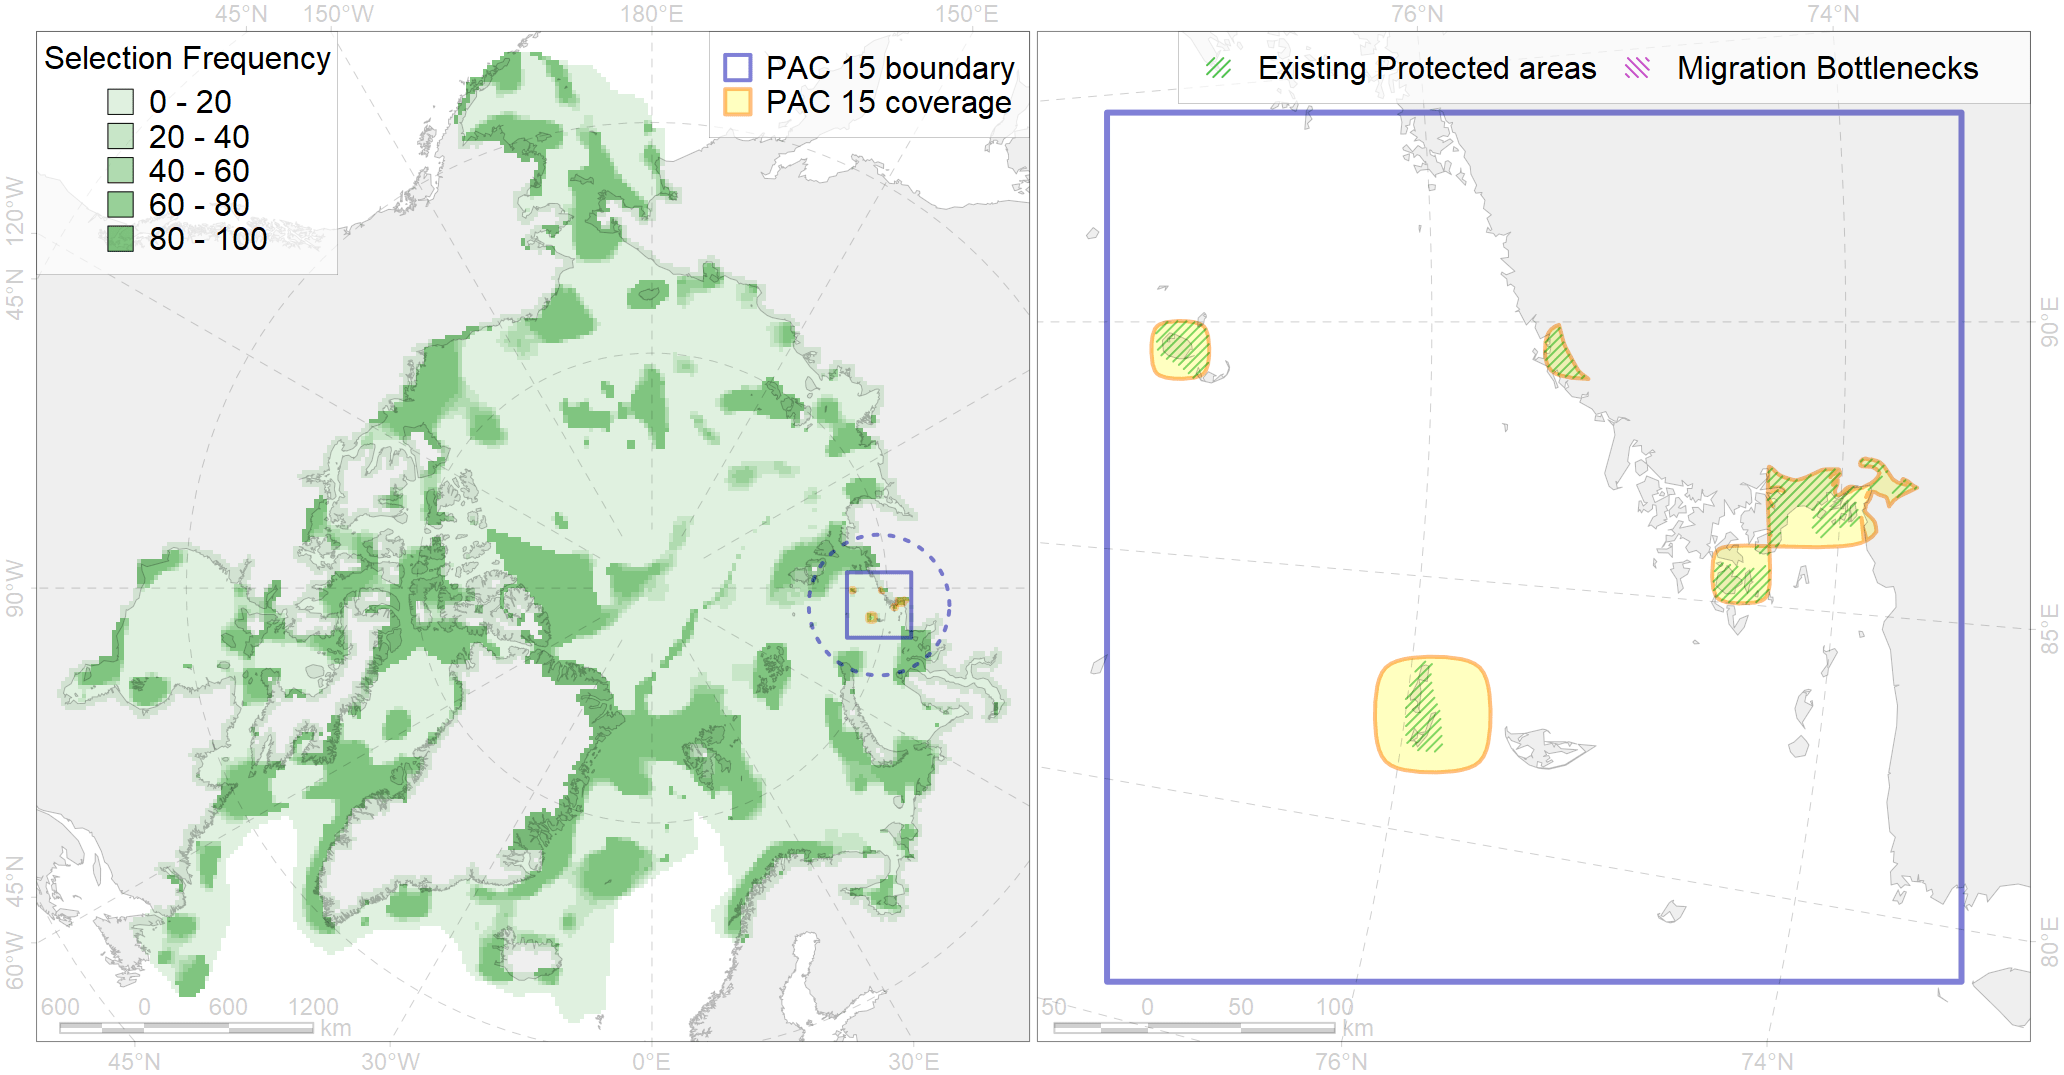 45°N 150°W 180°E 150°E 76°N 74°N
Selection Frequency
0 - 20
20 - 40
40 - 60
60 - 80
80 - 100
PAC 15 boundary
PAC 15 coverage
Existing Protected areas
Migration Bottlenecks
120°W
45°N
90°W
45°N
60°W
90°E
85°E
80°E
600 0 600 1200
km
50 0 50 100
km
45°N 30°W 0°E 30°E 76°N 74°N